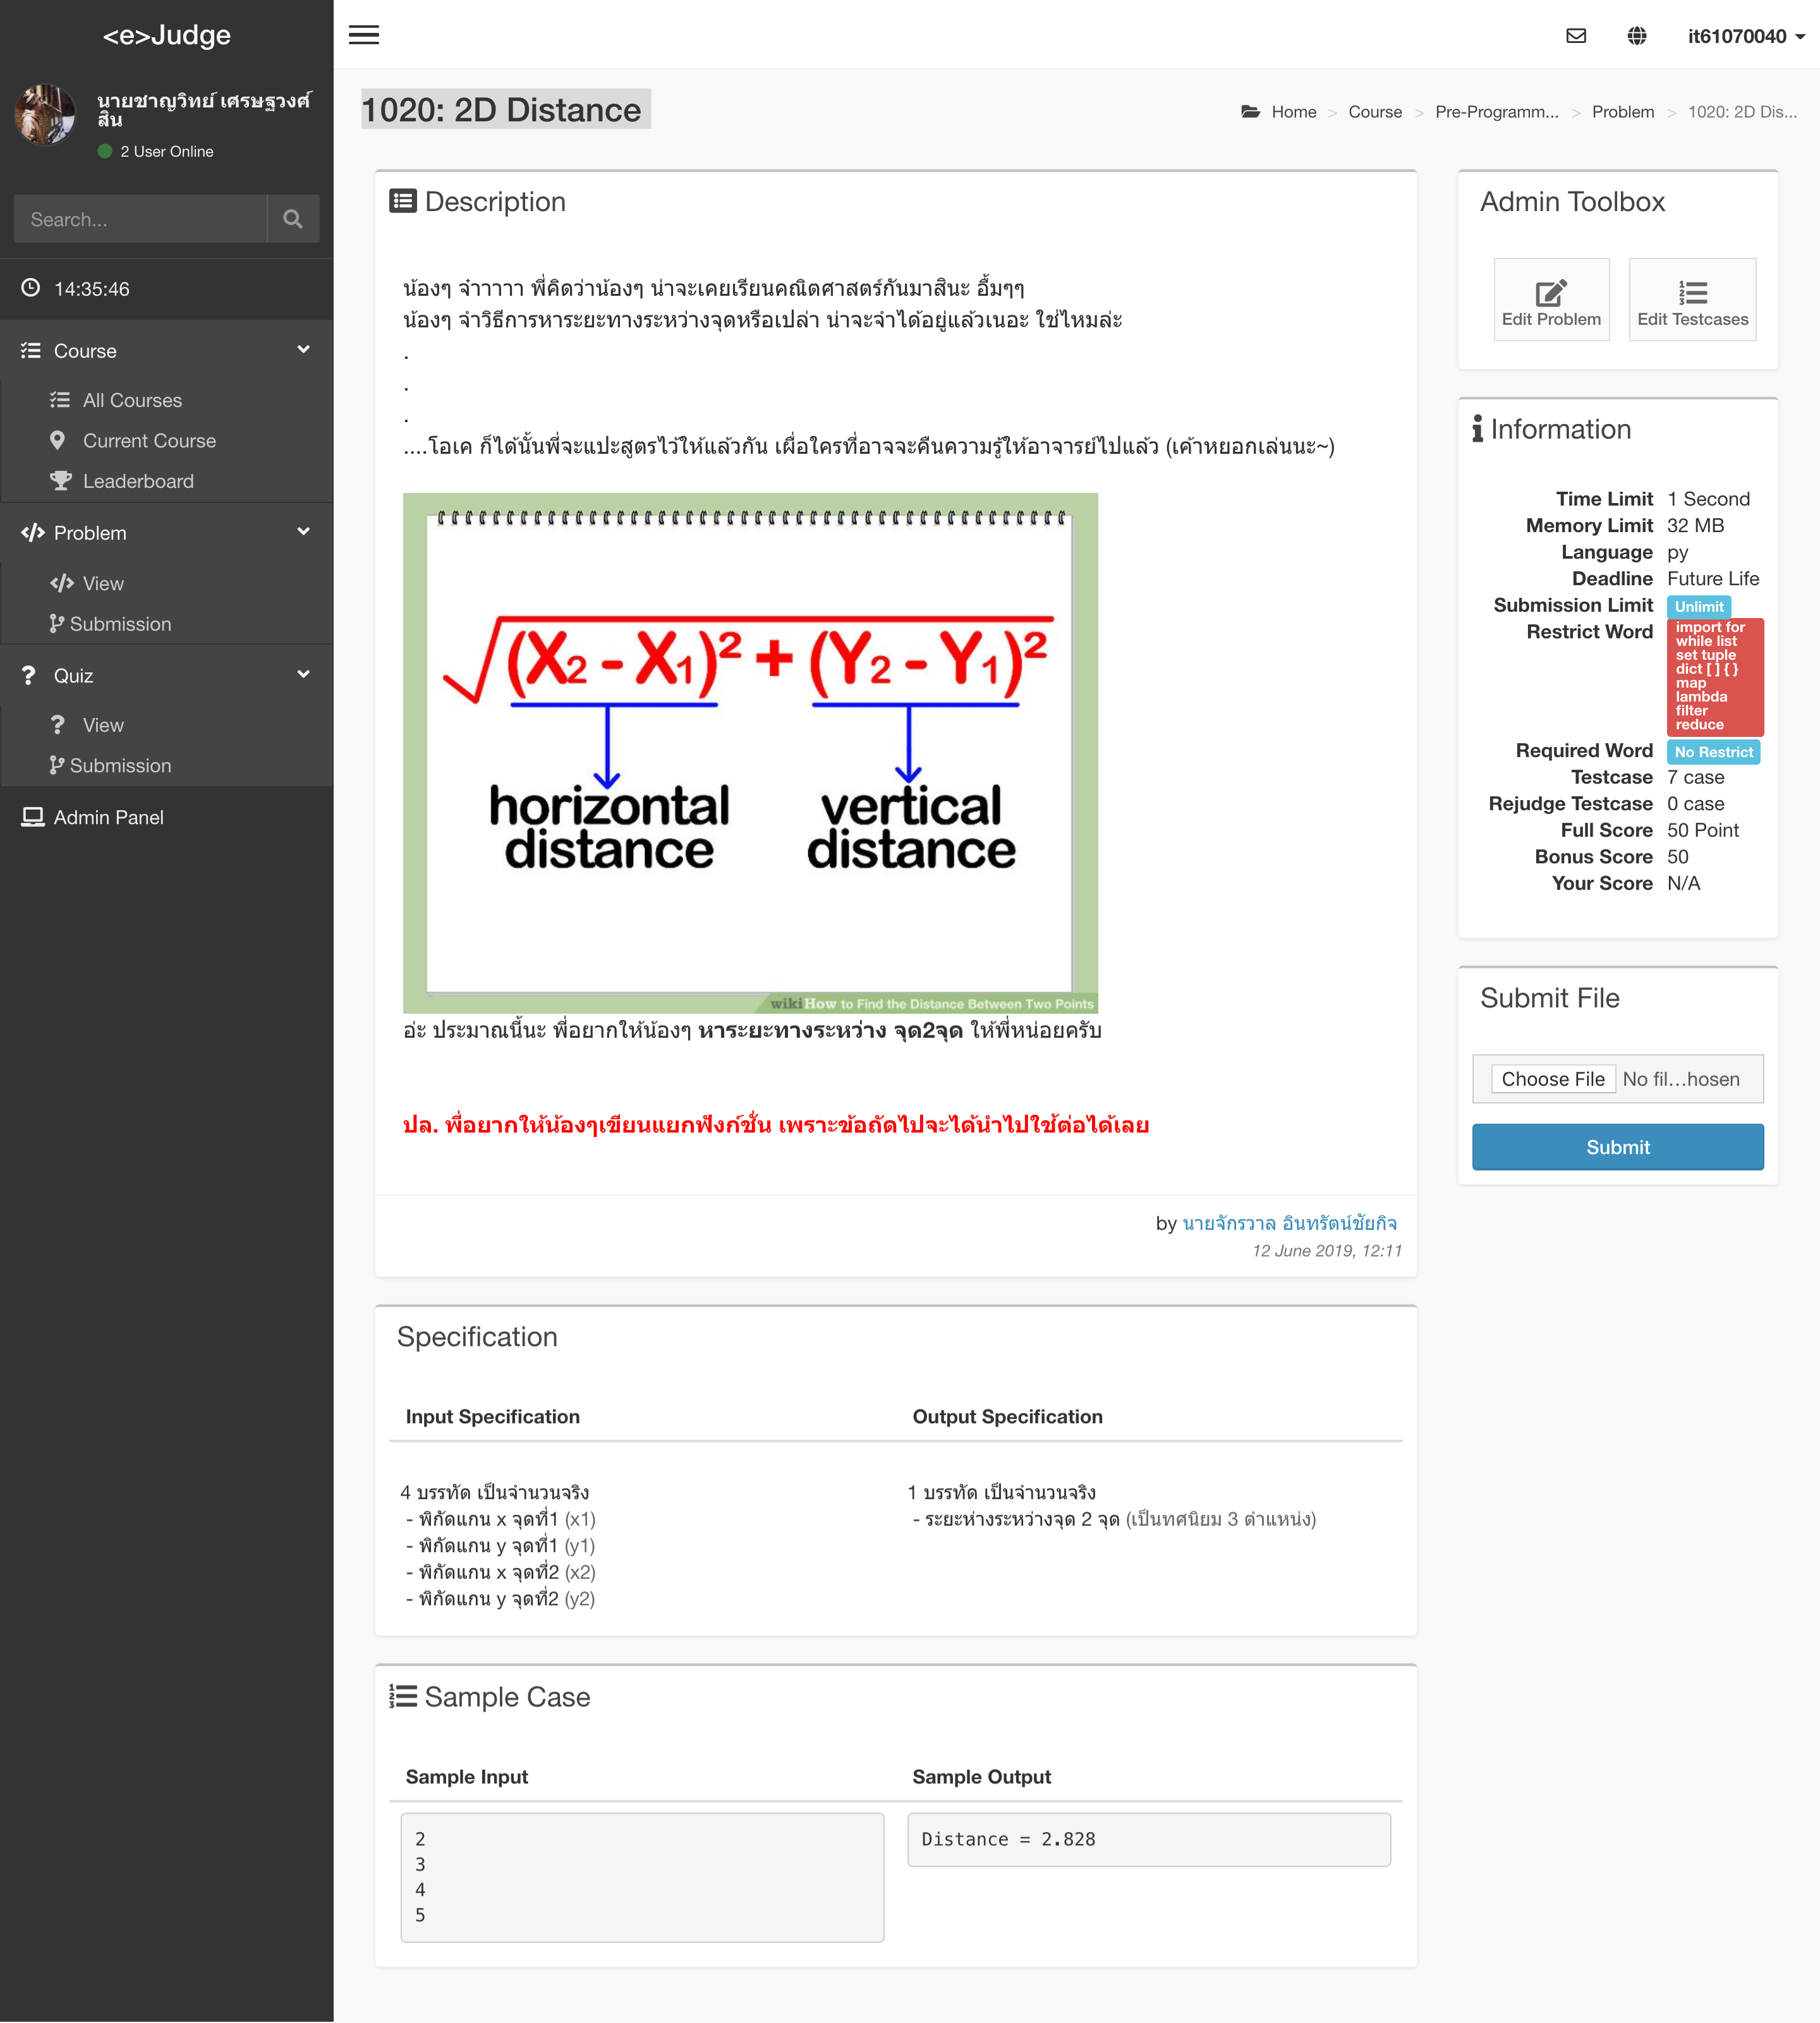 <e>Judge
it61070040
นายชาญวิทย์ เศรษฐวงศ์
สิน
2 User Online
Search...
14:35:46
Course
All Courses
Current Course
Leaderboard
Problem
View
Submission
Quiz
View
Submission
Admin Panel
1020: 2D Distance
Home > Course > Pre-Programm... > Problem > 1020: 2D Dis...
Description
น้องๆ จ๋าาาาา พี่คิดว่าน้องๆ น่าจะเคยเรียนคณิตศาสตร์กันมาสินะ อื้มๆๆ
น้องๆ จำวิธีการหาระยะทางระหว่างจุดหรือเปล่า น่าจะจำได้อยู่แล้วเนอะ ใช่ไหมล่ะ
.
.
.
....โอเค ก็ได้นั้นพี่จะแปะสูตรไว้ให้แล้วกัน เผื่อใครที่อาจจะคืนความรู้ให้อาจารย์ไปแล้ว (เค้าหยอกเล่นนะ~)
√(X₂ - X₁)² + (Y₂ - Y₁)²
horizontal distance
vertical distance
wikiHow to Find the Distance Between Two Points
อ่ะ ประมาณนี้นะ พี่อยากให้น้องๆ หาระยะทางระหว่าง จุด2จุด ให้พี่หน่อยครับ
ปล. พี่อยากให้น้องๆเขียนแยกฟังก์ชั่น เพราะข้อถัดไปจะได้นำไปใช้ต่อได้เลย
by นายจักรวาล อินทรัตน์ชัยกิจ
12 June 2019, 12:11
Admin Toolbox
Edit Problem
Edit Testcases
Information
Time Limit 1 Second
Memory Limit 32 MB
Language py
Deadline Future Life
Submission Limit Unlimit
Restrict Word import for
while list
set tuple
dict [ ] { }
map
lambda
filter
reduce
Required Word No Restrict
Testcase 7 case
Rejudge Testcase 0 case
Full Score 50 Point
Bonus Score 50
Your Score N/A
Submit File
Choose File No fil...hosen
Submit
Specification
Input Specification
4 บรรทัด เป็นจำนวนจริง
- พิกัดแกน x จุดที่1 (x1)
- พิกัดแกน y จุดที่1 (y1)
- พิกัดแกน x จุดที่2 (x2)
- พิกัดแกน y จุดที่2 (y2)
Output Specification
1 บรรทัด เป็นจำนวนจริง
- ระยะห่างระหว่างจุด 2 จุด (เป็นทศนิยม 3 ตำแหน่ง)
Sample Case
Sample Input
2
3
4
5
Sample Output
Distance = 2.828